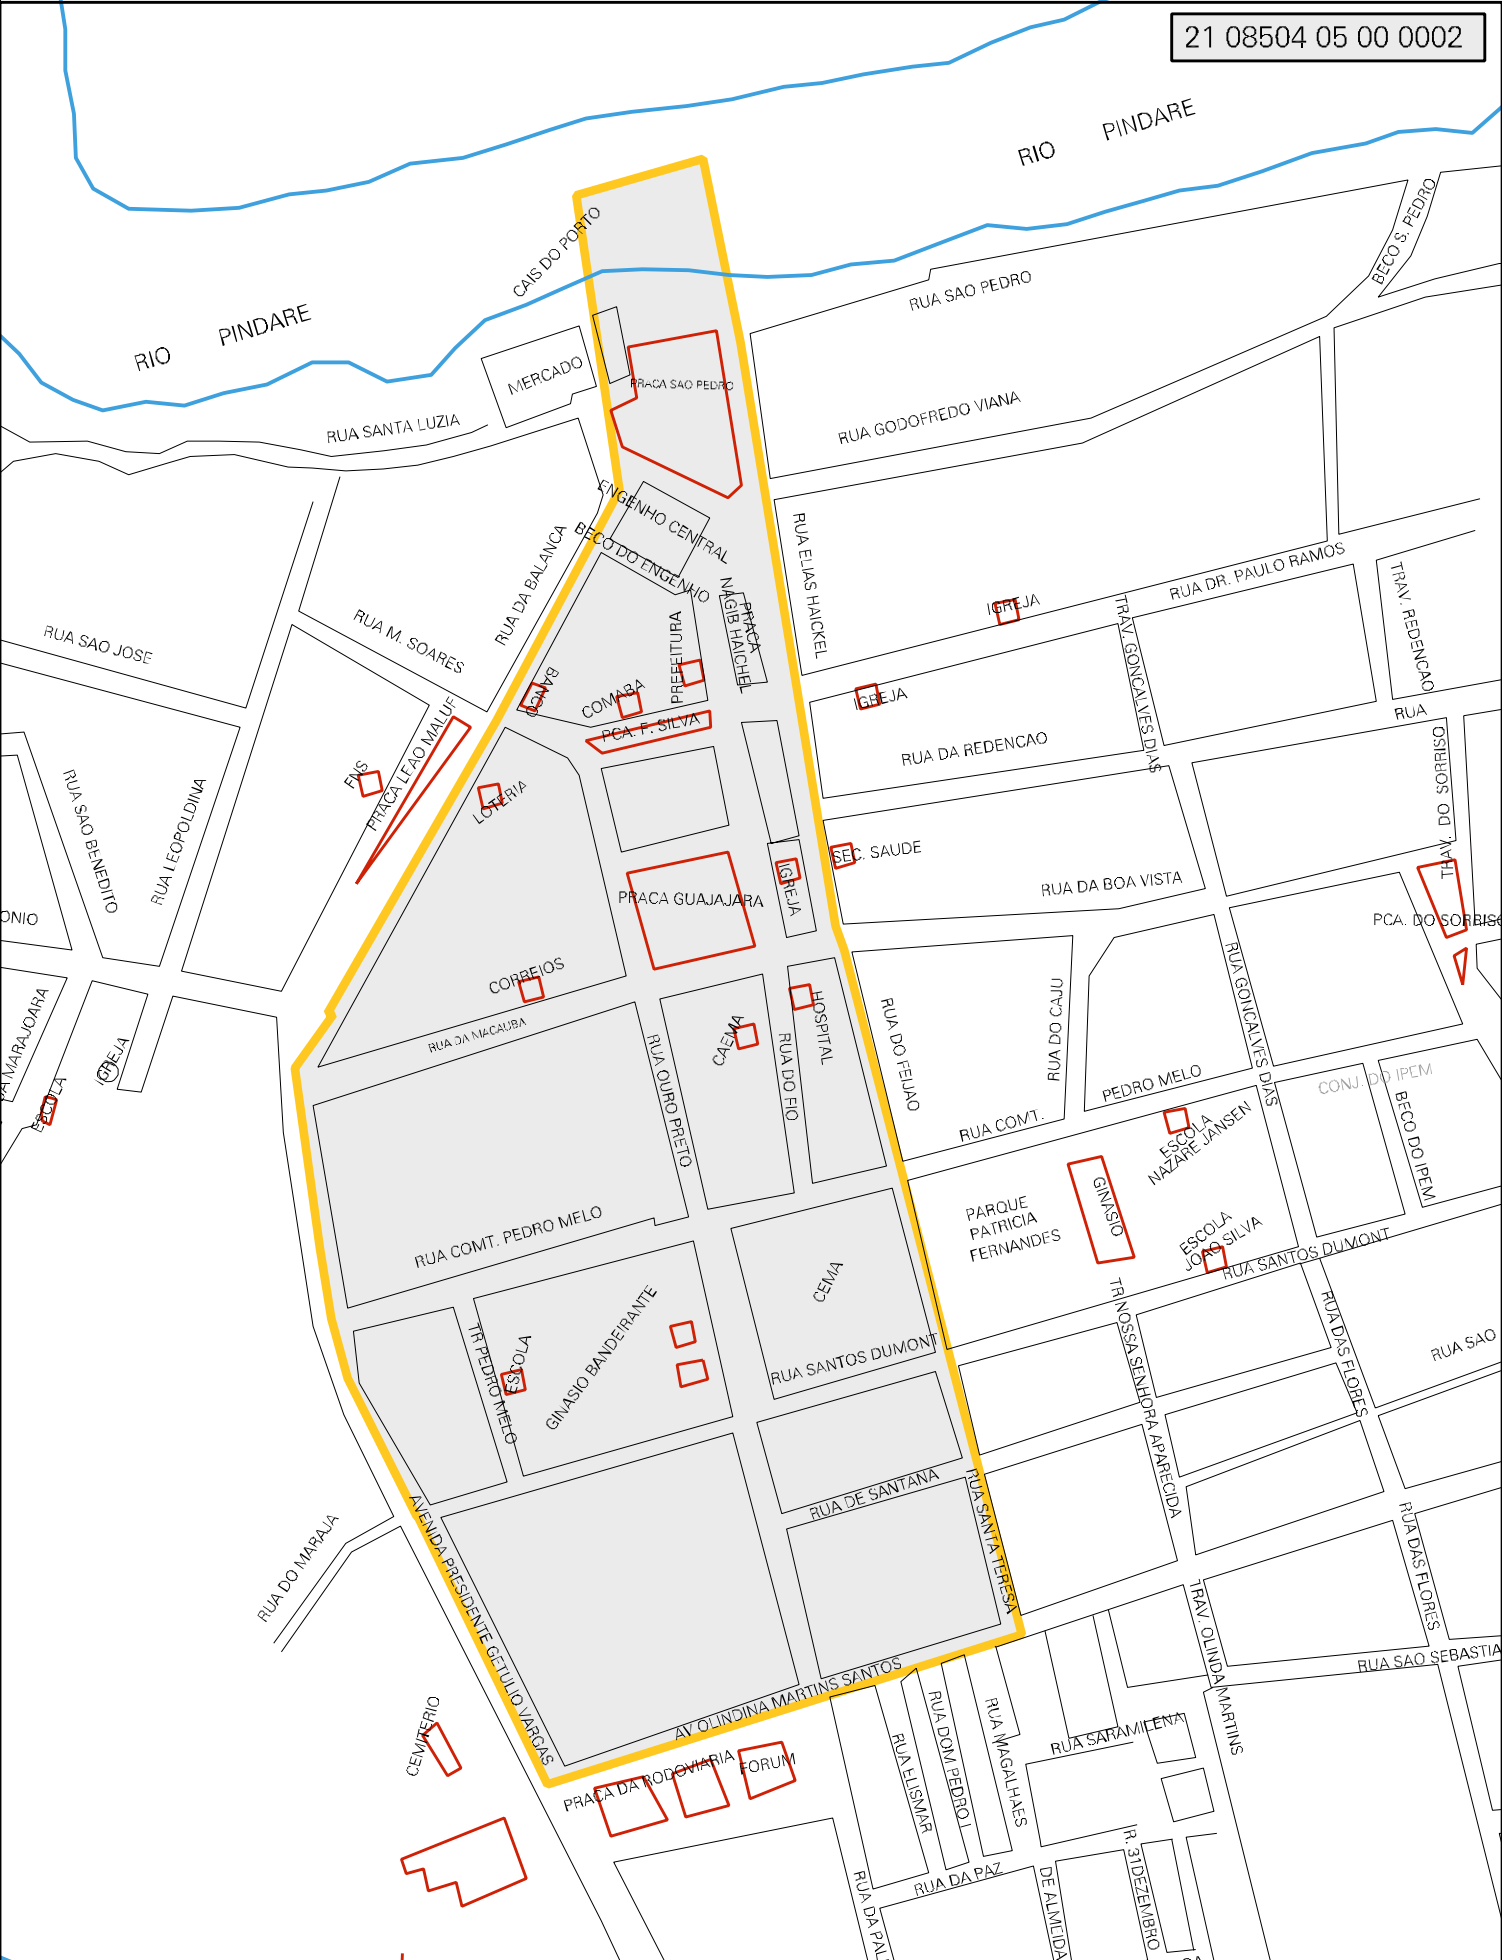 21 08504 05 00 0002
RIO PINDARE
RIO PINDARE
CAIS DO PORTO
BECO S. PEDRO
RUA SAO PEDRO
MERCADO
PRACA SAO PEDRO
RUA SANTA LUZIA
RUA GODOFREDO VIANA
ENGENHO CENTRAL
BECO DO ENGENHO
RUA DA BALANCA
RUA ELIAS HAICKEL
RUA DR. PAULO RAMOS
TRAV. REDENCAO
IGREJA
TRAV. GONCALVES DIAS
PRACA
NAGIB HAICHEL
PREFEITURA
RUA M. SOARES
RUA SAO JOSE
BANCO
COMABA
IGREJA
PCA. F. SILVA
RUA
RUA DA REDENCAO
TRAV. DO SORRISO
PRACA LEAO MALUF
FNS
LOTERIA
RUA SAO BENEDITO
RUA LEOPOLDINA
SEC. SAUDE
IGREJA
RUA DA BOA VISTA
PRACA GUAJAJARA
ONIO
PCA. DO SORRISO
CORREIOS
HOSPITAL
RUA DA MACAUBA
CAEMA
RUA OURO PRETO
RUA DO FIO
RUA DO FEIJAO
RUA DO CAJU
RUA GONCALVES DIAS
A MARAJOARA
IGREJA
ESCOLA
PEDRO MELO
CONJ. DO IPEM
BECO DO IPEM
RUA COMT.
ESCOLA
NAZARE JANSEN
GINASIO
PARQUE
PATRICIA
FERNANDES
ESCOLA
JOAO SILVA
RUA COMT. PEDRO MELO
RUA SANTOS DUMONT
CEMA
GINASIO BANDEIRANTE
ESCOLA
TR PEDRO MELO
RUA SANTOS DUMONT
TR NOSSA SENHORA APARECIDA
RUA DAS FLORES
RUA SAO
RUA DE SANTANA
RUA SANTA TERESA
AVENIDA PRESIDENTE GETULIO VARGAS
RUA DO MARAJA
RUA DAS FLORES
TRAV. OLINDA MARTINS
RUA SAO SEBASTIA
AV OLINDINA MARTINS SANTOS
CEMITERIO
PRACA DA RODOVIARIA
FORUM
RUA ELISMAR
RUA DOM PEDRO I
RUA MAGALHAES
RUA SARAMILENA
RUA DA PAZ
RUA DA PAL
DE ALMEIDA
R. 31DEZEMBRO